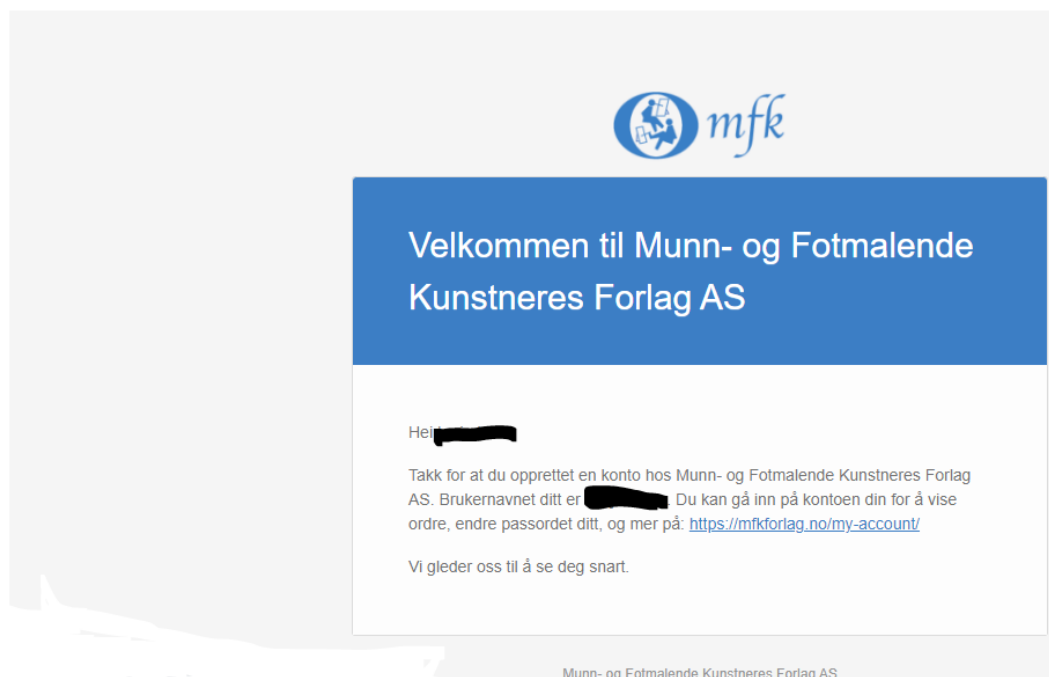 mfk
Velkommen til Munn- og Fotmalende
Kunstneres Forlag AS
Hei
Takk for at du opprettet en konto hos Munn- og Fotmalende Kunstneres Forlag
AS. Brukernavnet ditt er . Du kan gå inn på kontoen din for å vise
ordre, endre passordet ditt, og mer på: https://mfkforlag.no/my-account/
Vi gleder oss til å se deg snart.
Munn- og Fotmalende Kunstneres Forlag AS